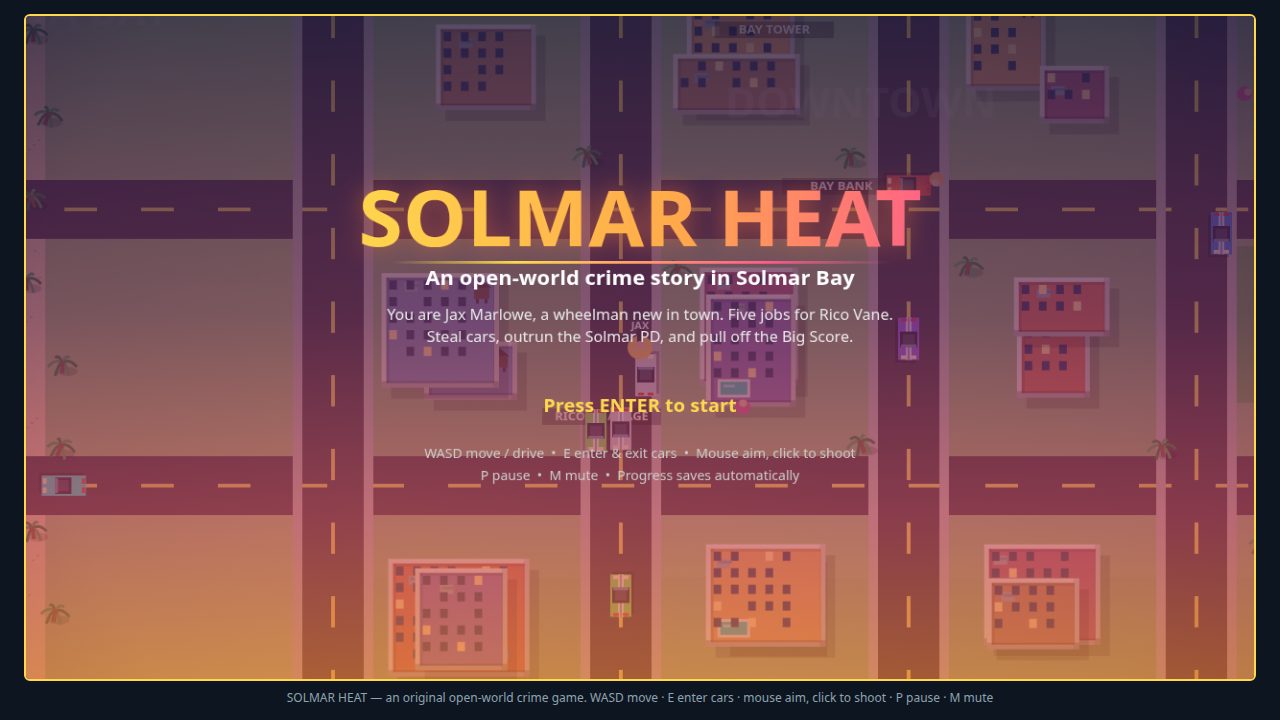 BAY TOWER
DOWNTOWN
BAY BANK
SOLMAR HEAT
An open-world crime story in Solmar Bay
You are Jax Marlowe, a wheelman new in town. Five jobs for Rico Vane.
JAX
Steal cars, outrun the Solmar PD, and pull off the Big Score.
Press ENTER to start
WASD move / drive • E enter & exit cars • Mouse aim, click to shoot
P pause • M mute • Progress saves automatically
SOLMAR HEAT — an original open-world crime game. WASD move · E enter cars · mouse aim, click to shoot · P pause · M mute